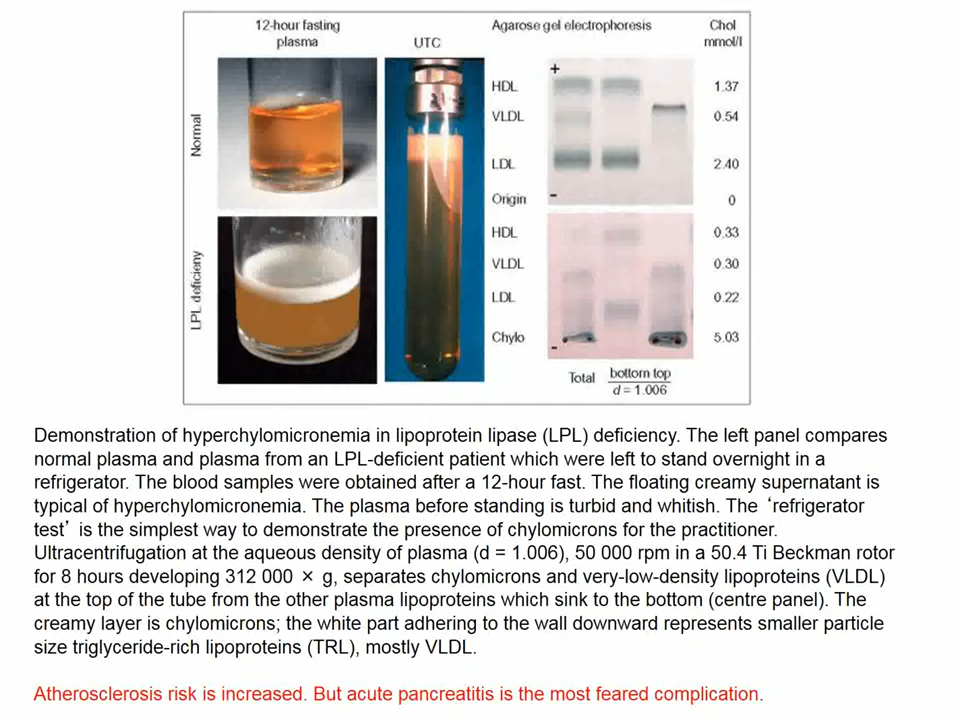 12-hour fasting
plasma
UTC
Agarose gel electrophoresis
Chol
mmol/l
Normal
+
HDL
1.37
VLDL
0.54
LDL
2.40
Origin
-
0
LPL deficieny
HDL
0.33
VLDL
0.30
LDL
0.22
Chylo
-
5.03
Total
bottom top
d = 1.006
Demonstration of hyperchylomicronemia in lipoprotein lipase (LPL) deficiency. The left panel compares
normal plasma and plasma from an LPL-deficient patient which were left to stand overnight in a
refrigerator. The blood samples were obtained after a 12-hour fast. The floating creamy supernatant is
typical of hyperchylomicronemia. The plasma before standing is turbid and whitish. The ‘refrigerator
test’ is the simplest way to demonstrate the presence of chylomicrons for the practitioner.
Ultracentrifugation at the aqueous density of plasma (d = 1.006), 50 000 rpm in a 50.4 Ti Beckman rotor
for 8 hours developing 312 000 × g, separates chylomicrons and very-low-density lipoproteins (VLDL)
at the top of the tube from the other plasma lipoproteins which sink to the bottom (centre panel). The
creamy layer is chylomicrons; the white part adhering to the wall downward represents smaller particle
size triglyceride-rich lipoproteins (TRL), mostly VLDL.
Atherosclerosis risk is increased. But acute pancreatitis is the most feared complication.